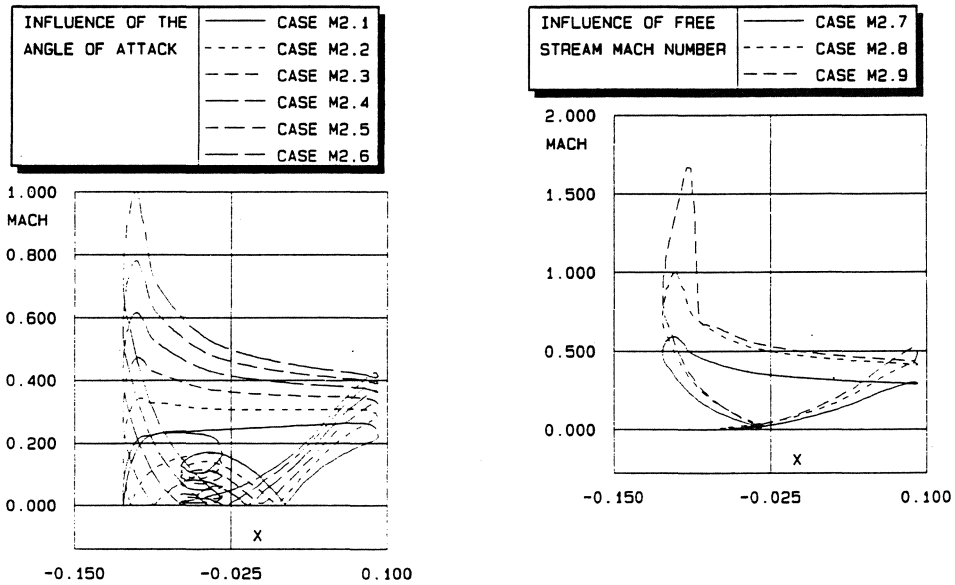 INFLUENCE OF THE
ANGLE OF ATTACK
CASE M2.1
CASE M2.2
CASE M2.3
CASE M2.4
CASE M2.5
CASE M2.6
1.000
MACH
0.800
0.600
0.400
0.200
0.000
X
-0.150 -0.025 0.100
INFLUENCE OF FREE
STREAM MACH NUMBER
CASE M2.7
CASE M2.8
CASE M2.9
2.000
MACH
1.500
1.000
0.500
0.000
X
-0.150 -0.025 0.100